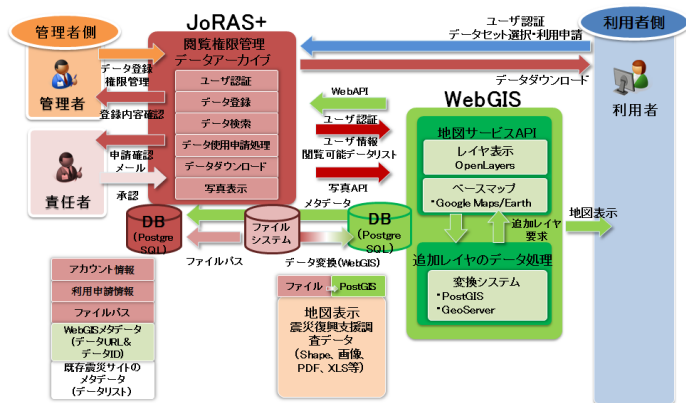 管理者側
JoRAS+
利用者側
閲覧権限管理
データアーカイブ
ユーザ認証
データセット選択・利用申請
データ登録
権限管理
ユーザ認証
データダウンロード
管理者
データ登録
WebAPI
WebGIS
登録内容確認
データ検索
ユーザ認証
利用者
ユーザ情報
地図サービスAPI
データ使用申請処理
閲覧可能データリスト
レイヤ表示
OpenLayers
申請確認
メール
データダウンロード
写真API
ベースマップ
・Google Maps/Earth
責任者
承認
写真表示
メタデータ
地図表示
DB
(Postgre
SQL)
ファイル
システム
DB
(Postgre
SQL)
追加レイヤ
要求
ファイルパス
データ変換(WebGIS)
追加レイヤのデータ処理
アカウント情報
ファイル
PostGIS
変換システム
・PostGIS
・GeoServer
利用申請情報
ファイルパス
地図表示
震災復興支援調
査データ
(Shape、画像、
PDF、XLS等)
WebGISメタデータ
(データURL&
データID)
既存震災サイトの
メタデータ
(データリスト)